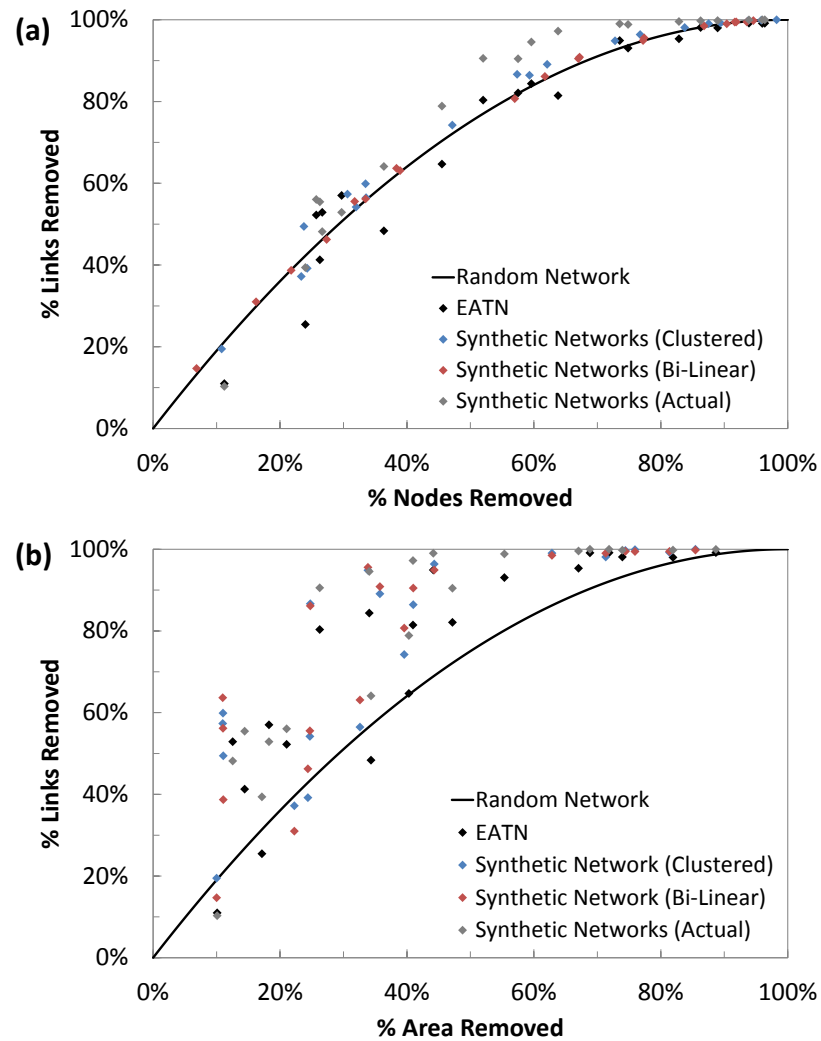 (a)
100%
80%
60%
40%
20%
0%
% Links Removed
Random Network
EATN
Synthetic Networks (Clustered)
Synthetic Networks (Bi-Linear)
Synthetic Networks (Actual)
0% 20% 40% 60% 80% 100%
% Nodes Removed
(b)
100%
80%
60%
40%
20%
0%
% Links Removed
Random Network
EATN
Synthetic Network (Clustered)
Synthetic Network (Bi-Linear)
Synthetic Networks (Actual)
0% 20% 40% 60% 80% 100%
% Area Removed